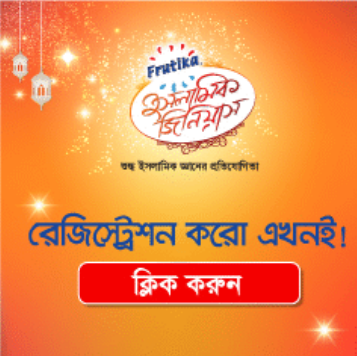 Frutika
ইসলামিক
জিনিয়াস
শুদ্ধ ইসলামিক জ্ঞানের প্রতিযোগিতা
রেজিস্ট্রেশন করো এখনই!
ক্লিক করুন